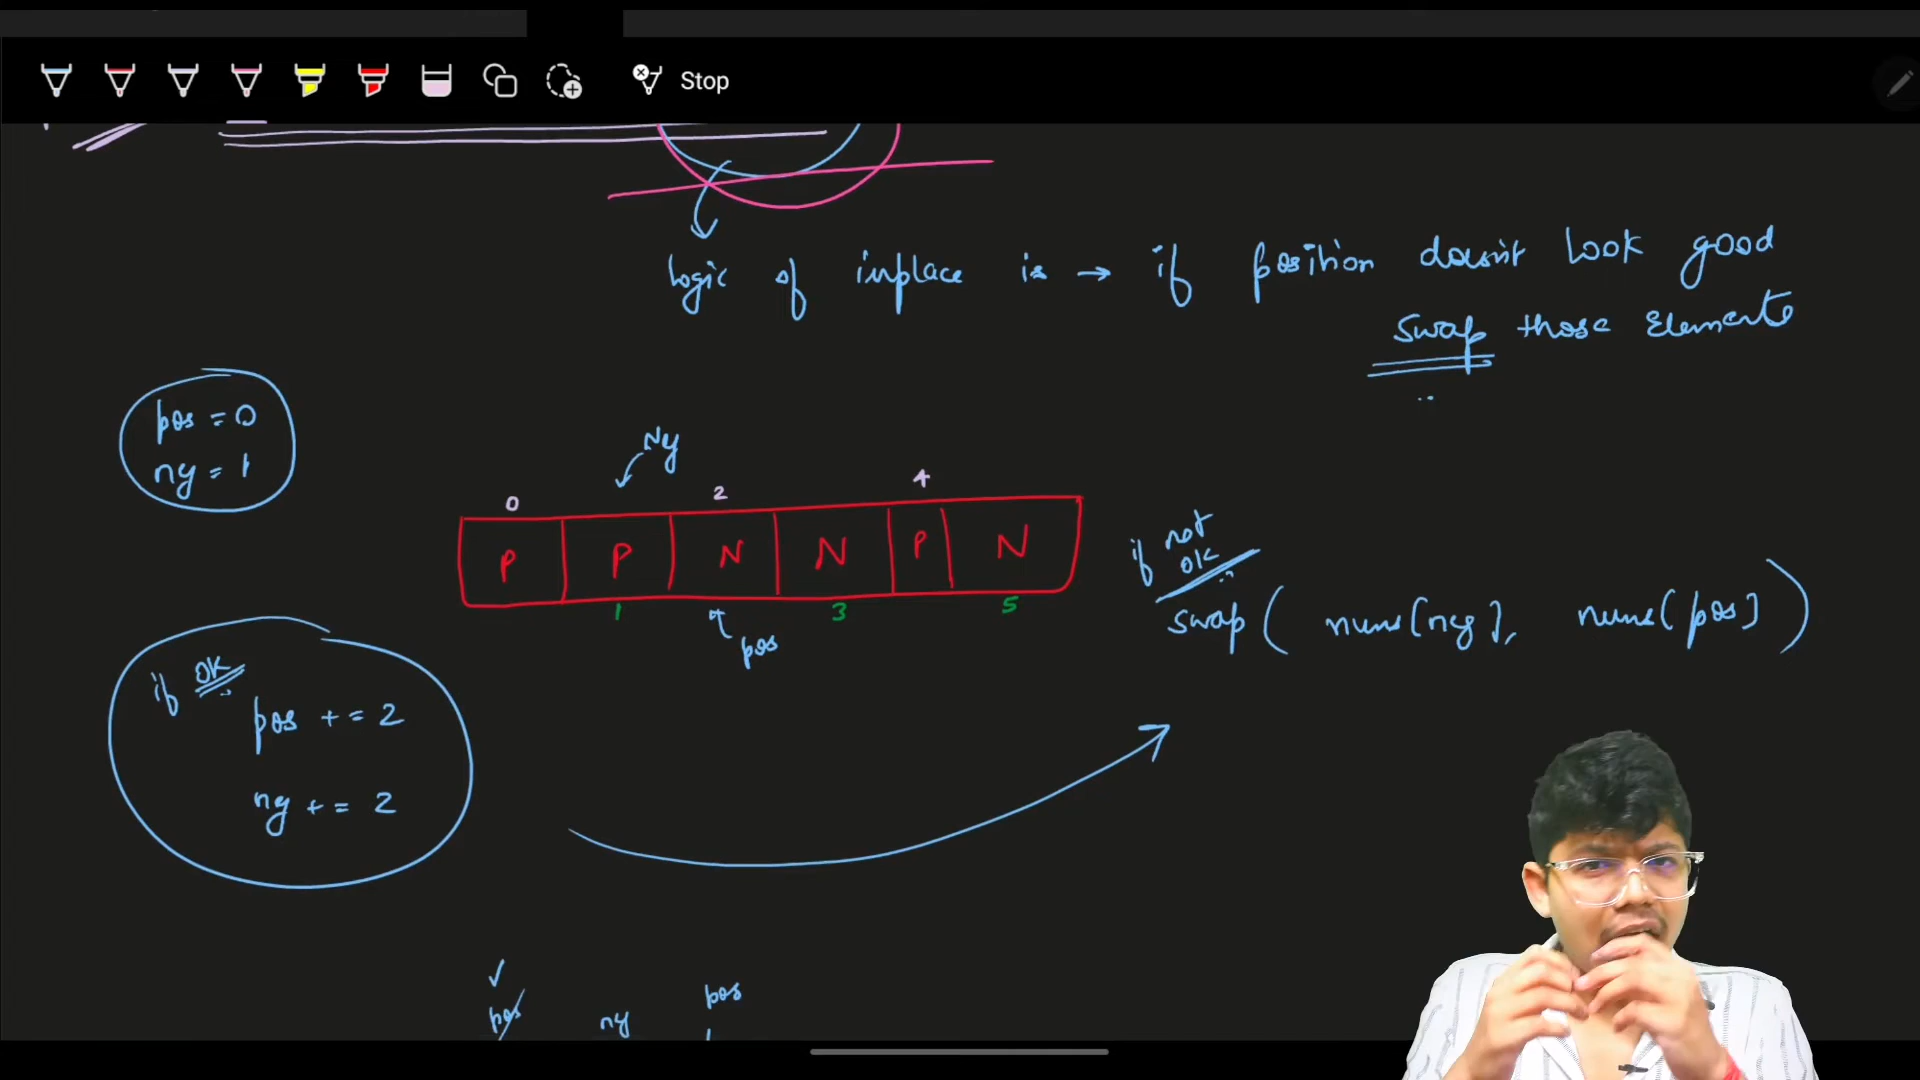 Stop
logic of inplace is → if position doesn't look good
swap those Elements
pos = 0
ng = 1
Ng
0 2 4
P P N N P N
1 3 5
pos
if not ok
swap ( nums[neg], nums[pos] )
if ok
pos += 2
ng += 2
pos ng pos